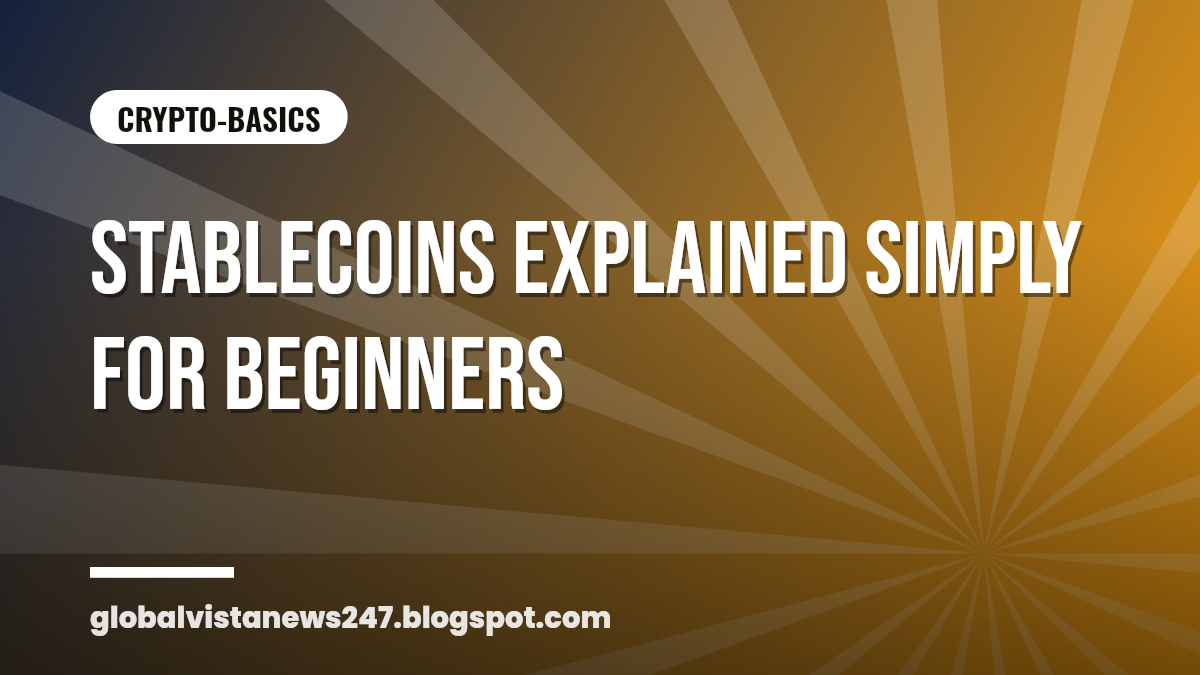 CRYPTO-BASICS
STABLECOINS EXPLAINED SIMPLY
FOR BEGINNERS
globalvistanews247.blogspot.com